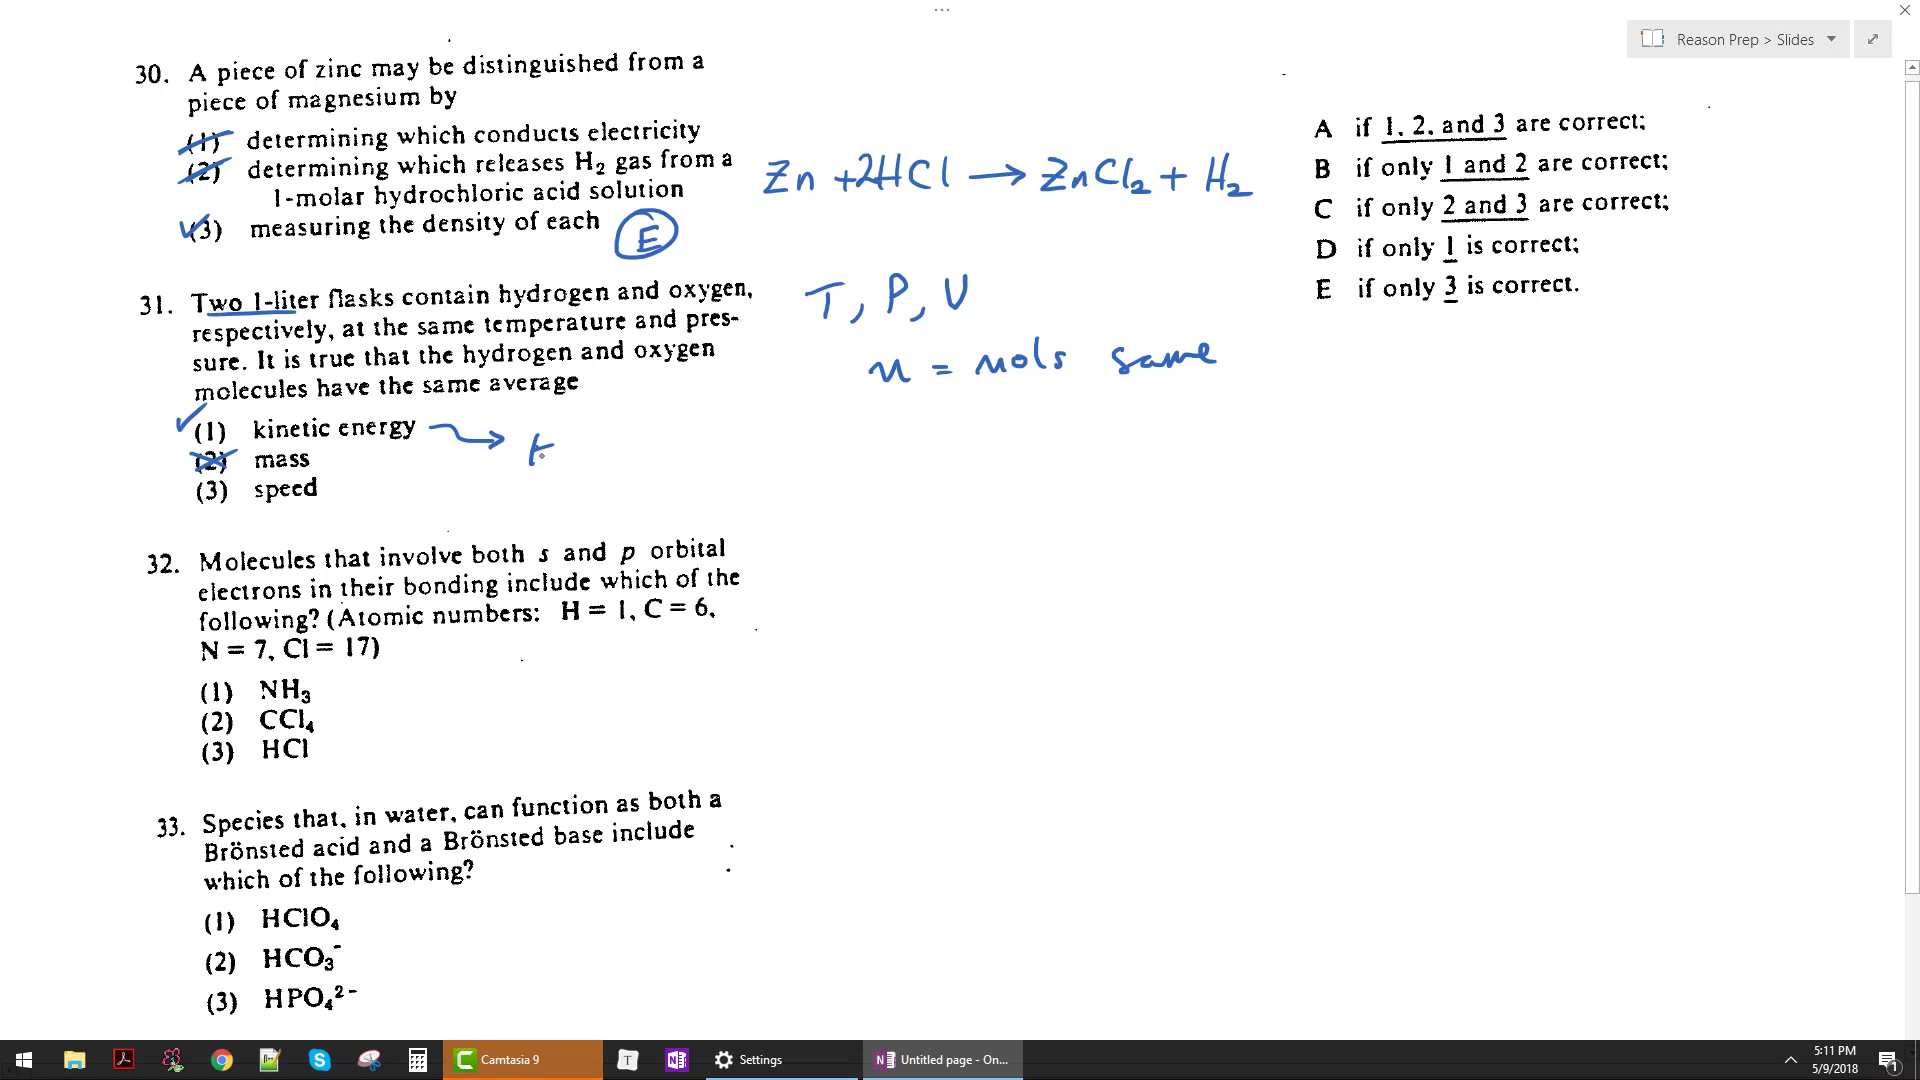 Reason Prep > Slides
30. A piece of zinc may be distinguished from a
piece of magnesium by
(1) determining which conducts electricity
(2) determining which releases H₂ gas from a
1-molar hydrochloric acid solution
(3) measuring the density of each
E
Zn + 2HCl → ZnCl₂ + H₂
A if 1, 2, and 3 are correct;
B if only 1 and 2 are correct;
C if only 2 and 3 are correct;
D if only 1 is correct;
E if only 3 is correct.
31. Two 1-liter flasks contain hydrogen and oxygen,
respectively, at the same temperature and pres-
sure. It is true that the hydrogen and oxygen
molecules have the same average
T, P, V
n = mols same
(1) kinetic energy
(2) mass
(3) speed
32. Molecules that involve both s and p orbital
electrons in their bonding include which of the
following? (Atomic numbers: H = 1, C = 6,
N = 7, Cl = 17)
(1) NH₃
(2) CCl₄
(3) HCl
33. Species that, in water, can function as both a
Brönsted acid and a Brönsted base include
which of the following?
(1) HClO₄
(2) HCO₃⁻
(3) HPO₄²⁻
Camtasia 9
T
N
Settings
N
Untitled page - On...
5:11 PM
5/9/2018
1